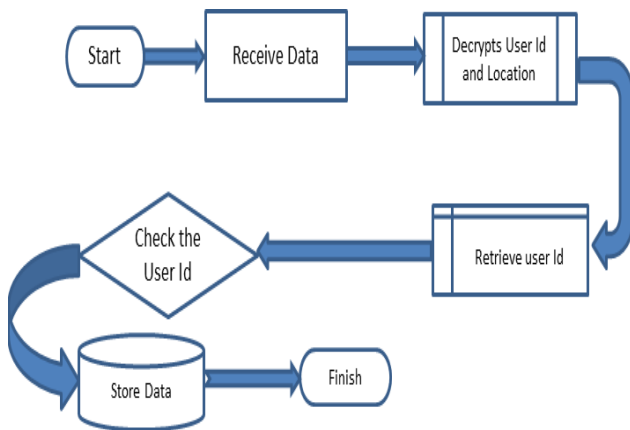 Start
Receive Data
Decrypts User Id
and Location
Retrieve user Id
Check the
User Id
Store Data
Finish